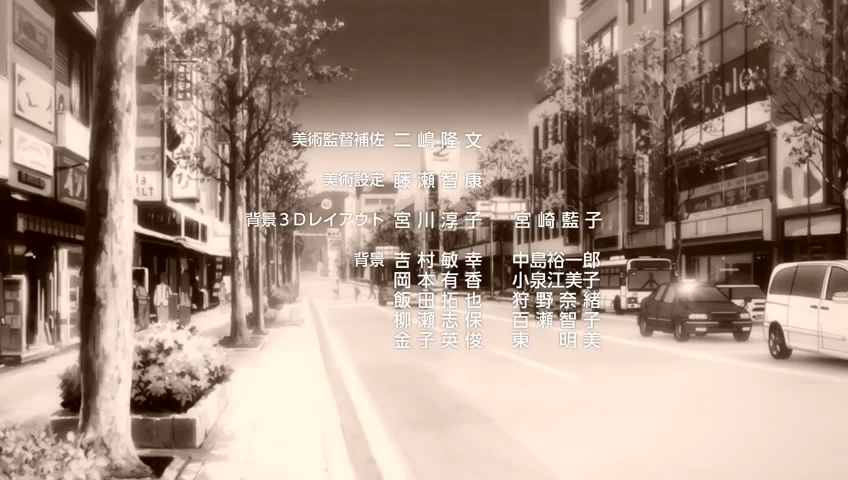 美術監督補佐 二嶋隆文
美術設定 藤瀬智康
背景3Dレイアウト 宮川淳子 宮崎藍子
背景 吉村敏幸 中島裕一郎
岡本有香 小泉江美子
飯田拓也 狩野奈緒
柳瀬志保 百瀬智子
金子英俊 東 明美